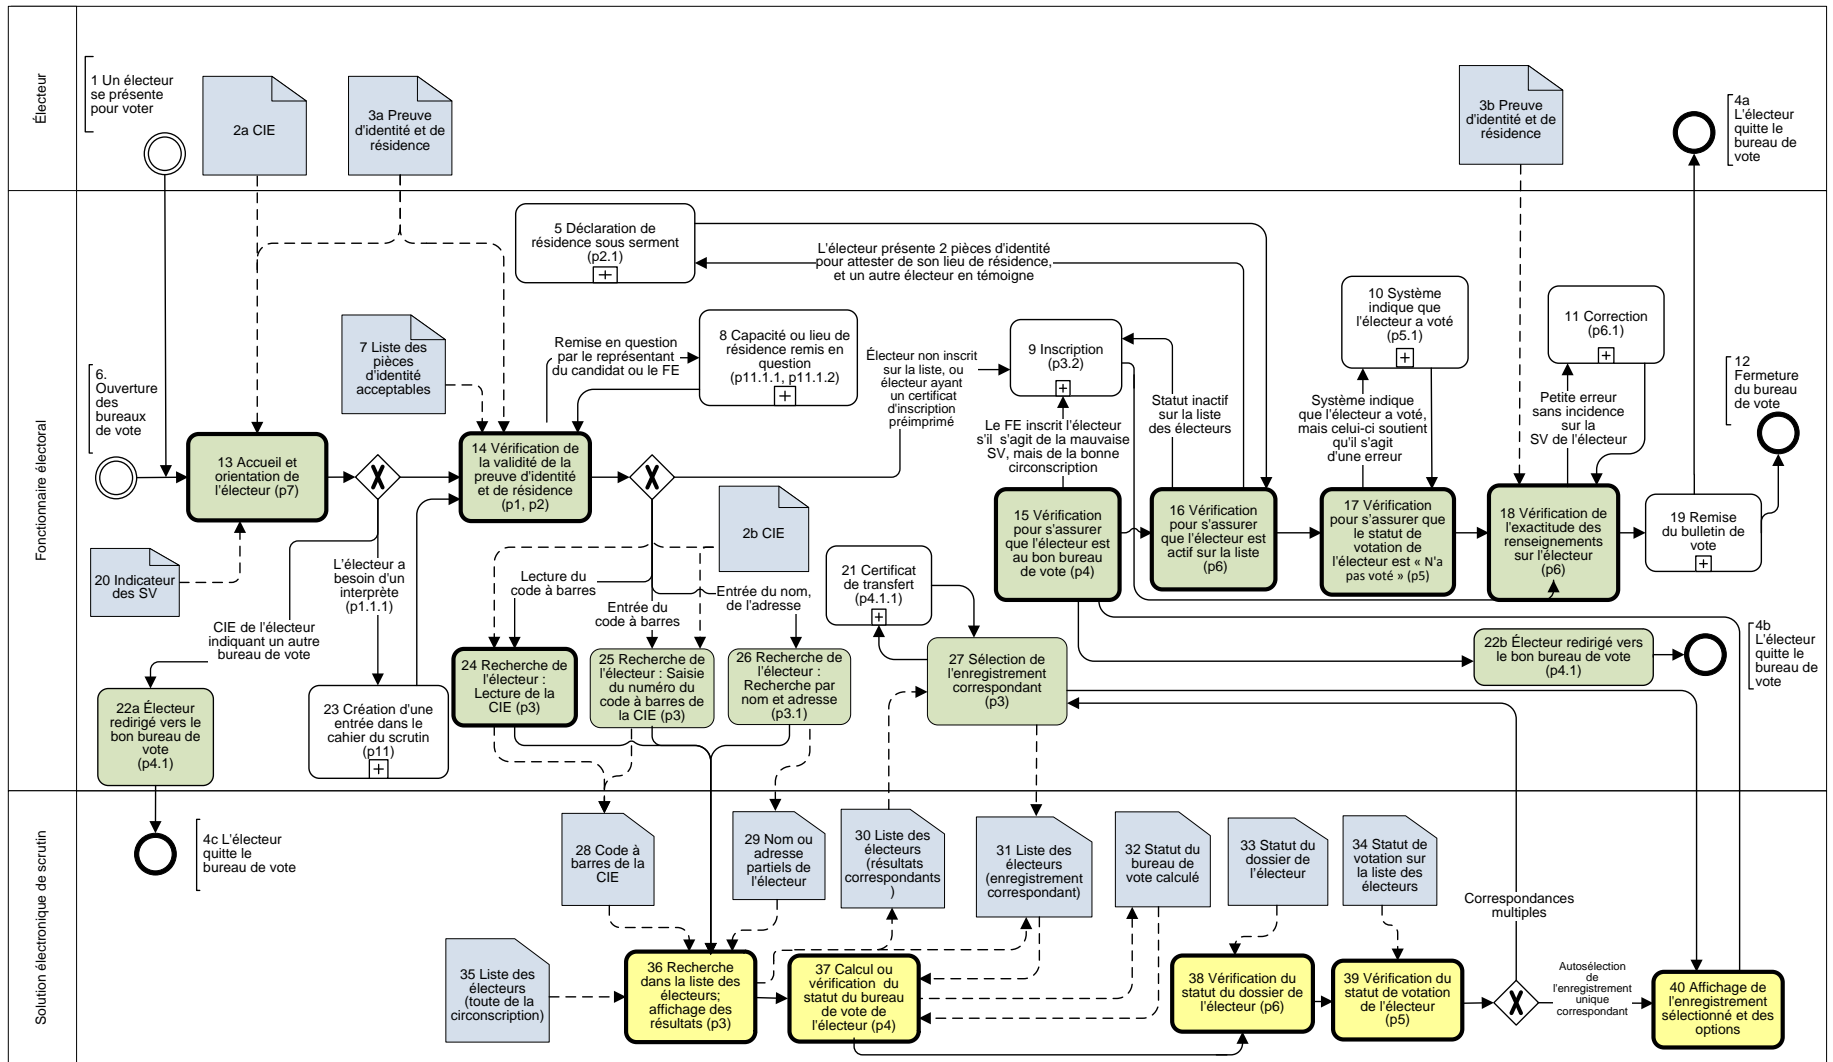 Électeur
1 Un électeur
se présente
pour voter
2a CIE
3a Preuve
d'identité et de
résidence
3b Preuve
d'identité et de
résidence
4a
L'électeur
quitte le
bureau de
vote
Fonctionnaire électoral
5 Déclaration de
résidence sous serment
(p2.1)
L'électeur présente 2 pièces d'identité
pour attester de son lieu de résidence,
et un autre électeur en témoigne
6.
Ouverture
des
bureaux
de vote
7 Liste des
pièces
d'identité
acceptables
Remise en question
par le représentant
du candidat ou le FE
8 Capacité ou lieu de
résidence remis en
question
(p11.1.1, p11.1.2)
Électeur non inscrit
sur la liste, ou
électeur ayant
un certificat
d'inscription
préimprimé
9 Inscription
(p3.2)
10 Système
indique que
l'électeur a voté
(p5.1)
11 Correction
(p6.1)
12
Fermeture
du bureau
de vote
Le FE inscrit l'électeur
s'il s'agit de la mauvaise
SV, mais de la bonne
circonscription
Statut inactif
sur la liste
des électeurs
Système indique
que l'électeur a voté,
mais celui-ci soutient
qu'il s'agit
d'une erreur
Petite erreur
sans incidence
sur la
SV de l'électeur
13 Accueil et
orientation de
l'électeur (p7)
X
14 Vérification de
la validité de la
preuve d'identité
et de résidence
(p1, p2)
X
15 Vérification
pour s'assurer
que l'électeur est
au bon bureau
de vote (p4)
16 Vérification
pour s'assurer
que l'électeur est
actif sur la liste
(p6)
17 Vérification
pour s'assurer que
le statut de
votation de
l'électeur est « N'a
pas voté » (p5)
18 Vérification de
l'exactitude des
renseignements
sur l'électeur
(p6)
19 Remise
du bulletin de
vote
20 Indicateur
des SV
L'électeur a
besoin d'un
interprète
(p1.1.1)
CIE de l'électeur
indiquant un autre
bureau de vote
2b CIE
Lecture du
code à barres
Entrée du
code à barres
Entrée du nom,
de l'adresse
21 Certificat
de transfert
(p4.1.1)
22a Électeur
redirigé vers le
bon bureau de
vote
(p4.1)
23 Création d'une
entrée dans le
cahier du scrutin
(p11)
24 Recherche de
l'électeur :
Lecture de la
CIE (p3)
25 Recherche de
l'électeur : Saisie
du numéro du
code à barres de
la CIE (p3)
26 Recherche de
l'électeur :
Recherche par
nom et adresse
(p3.1)
27 Sélection de
l'enregistrement
correspondant
(p3)
22b Électeur redirigé vers
le bon bureau de vote
(p4.1)
4b
L'électeur
quitte le
bureau de
vote
Solution électronique de scrutin
4c L'électeur
quitte le
bureau de vote
28 Code à
barres de la
CIE
29 Nom ou
adresse
partiels de
l'électeur
30 Liste des
électeurs
(résultats
correspondants
)
31 Liste des
électeurs
(enregistrement
correspondant)
32 Statut du
bureau de
vote calculé
33 Statut du
dossier de
l'électeur
34 Statut de
votation sur
la liste des
électeurs
Correspondances
multiples
35 Liste des
électeurs
(toute de la
circonscription)
36 Recherche
dans la liste des
électeurs;
affichage des
résultats (p3)
37 Calcul ou
vérification du
statut du bureau
de vote de
l'électeur (p4)
38 Vérification du
statut du dossier de
l'électeur (p6)
39 Vérification du
statut de votation
de l'électeur
(p5)
X
Autosélection
de
l'enregistrement
unique
correspondant
40 Affichage de
l'enregistrement
sélectionné et des
options